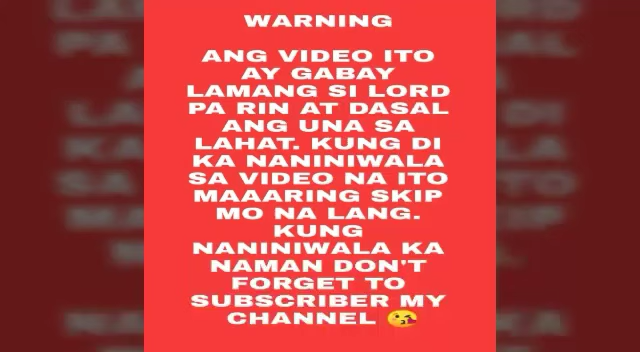 WARNING
ANG VIDEO ITO
AY GABAY
LAMANG SI LORD
PA RIN AT DASAL
ANG UNA SA
LAHAT. KUNG DI
KA NANINIWALA
SA VIDEO NA ITO
MAAARING SKIP
MO NA LANG.
KUNG
NANINIWALA KA
NAMAN DON'T
FORGET TO
SUBSCRIBER MY
CHANNEL 😘